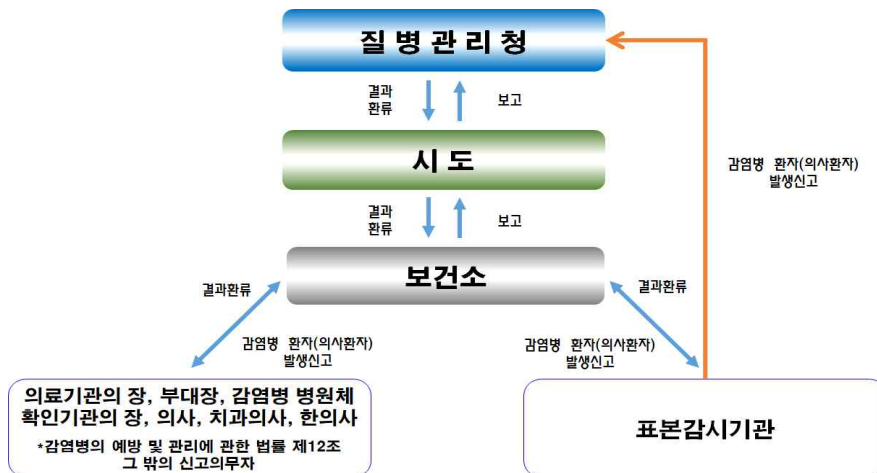 질병관리청
결과
환류
보고
감염병 환자(의사환자)
발생신고
시도
결과
환류
보고
보건소
결과환류
결과환류
감염병 환자(의사환자)
발생신고
감염병 환자(의사환자)
발생신고
의료기관의 장, 부대장, 감염병 병원체
확인기관의 장, 의사, 치과의사, 한의사
*감염병의 예방 및 관리에 관한 법률 제12조
그 밖의 신고의무자
표본감시기관